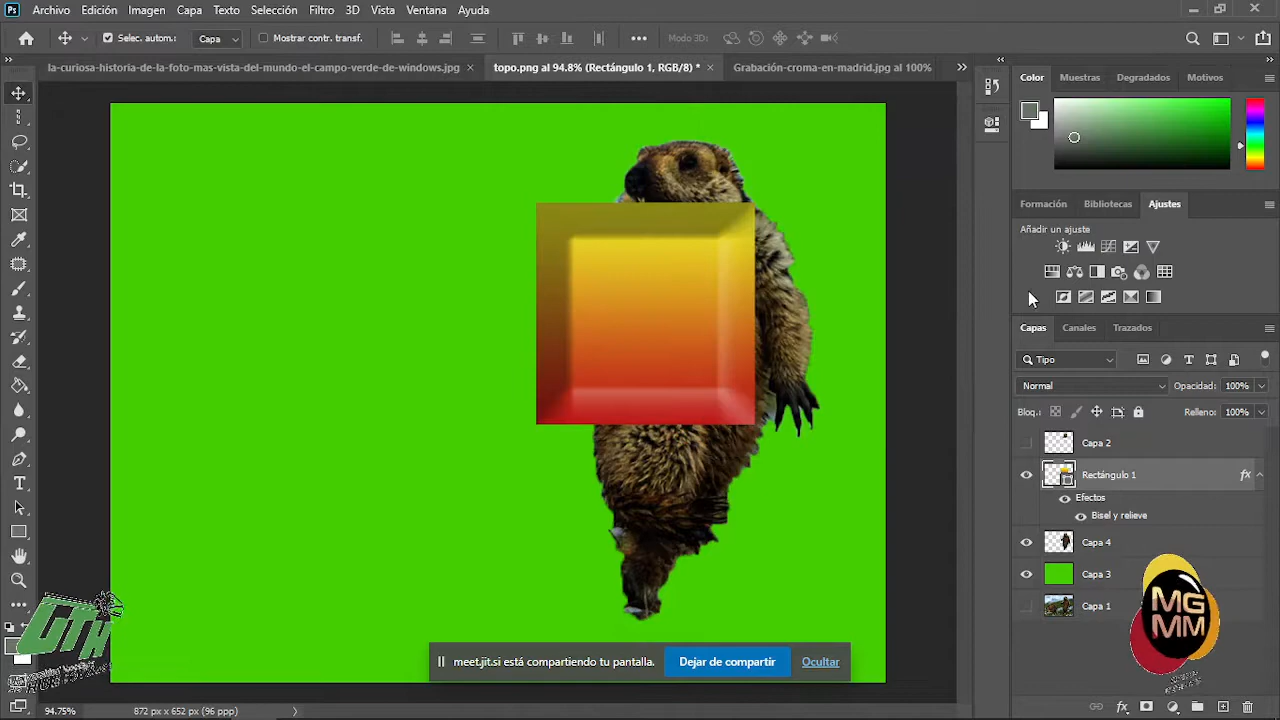 Ps Archivo Edición Imagen Capa Texto Selección Filtro 3D Vista Ventana Ayuda
Selec. autom.: Capa Mostrar contr. transf. Modo 3D:
la-curiosa-historia-de-la-foto-mas-vista-del-mundo-el-campo-verde-de-windows.jpg × topo.png al 94.8% (Rectángulo 1, RGB/8) * × Grabación-croma-en-madrid.jpg al 100%
Color Muestras Degradados Motivos
Formación Bibliotecas Ajustes
Añadir un ajuste
Capas Canales Trazados
Tipo
Normal Opacidad: 100%
Bloq.: Relleno: 100%
Capa 2
Rectángulo 1 fx
Efectos
Bisel y relieve
Capa 4
Capa 3
Capa 1
GTH
MG
MM
meet.jit.si está compartiendo tu pantalla. Dejar de compartir Ocultar
94.75% 872 px x 652 px (96 ppp)